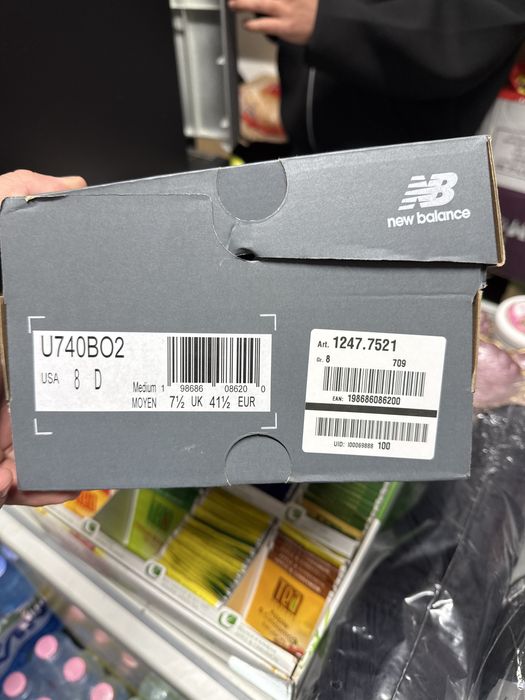 NB
new balance
U740BO2
USA 8 D
Medium
MOYEN 7½ UK 41½ EUR
1 98686 08620 0
Art. 1247.7521
Gr. 8
709
EAN: 198686086200
UID: I00069888 100